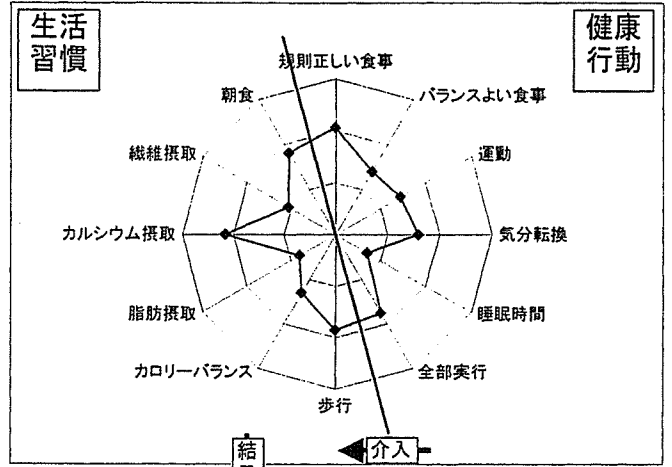 生活
習慣
健康
行動
規則正しい食事
朝食
バランスよい食事
繊維摂取
運動
カルシウム摂取
気分転換
脂肪摂取
睡眠時間
カロリーバランス
全部実行
歩行
結
介入